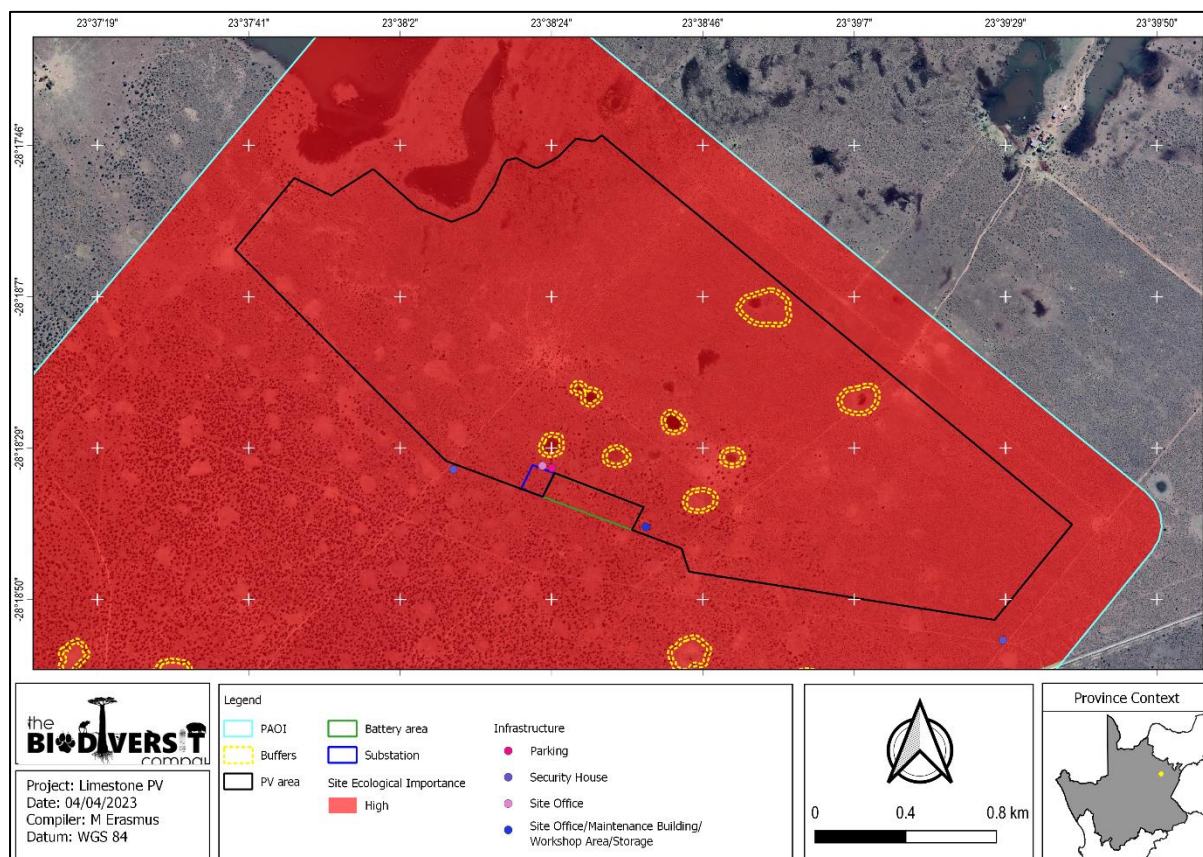 23°37'19"
23°37'41"
23°38'2"
23°38'24"
23°38'46"
23°39'7"
23°39'29"
23°39'50"
-28°17'46"
-28°18'7"
-28°18'29"
-28°18'50"
the
BIODIVERSIT
compa
Project: Limestone PV
Date: 04/04/2023
Compiler: M Erasmus
Datum: WGS 84
Legend
PAOI
Buffers
PV area
Battery area
Substation
Site Ecological Importance
High
Infrastructure
Parking
Security House
Site Office
Site Office/Maintenance Building/
Workshop Area/Storage
0
0.4
0.8 km
Province Context